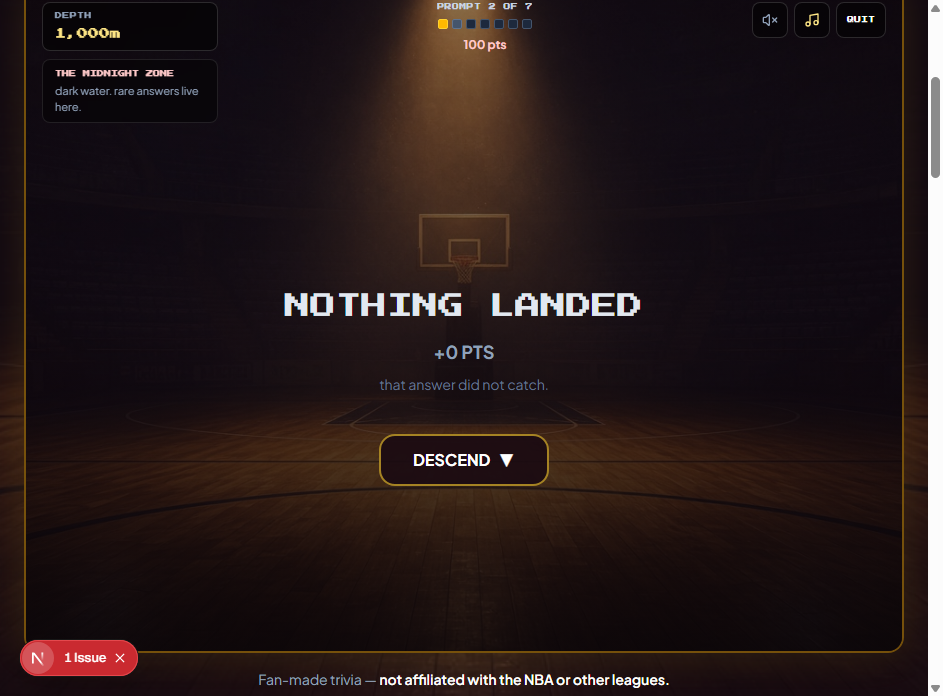 DEPTH
1,000m
THE MIDNIGHT ZONE
dark water. rare answers live
here.
PROMPT 2 OF 7
100 pts
QUIT
NOTHING LANDED
+0 PTS
that answer did not catch.
DESCEND ▼
N
1 Issue ×
Fan-made trivia — not affiliated with the NBA or other leagues.